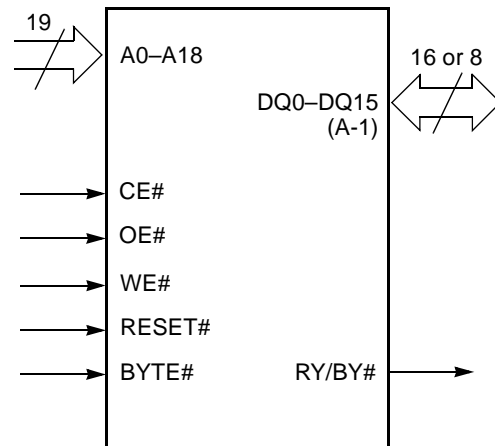 19
A0–A18
16 or 8
DQ0–DQ15
(A-1)
CE#
OE#
WE#
RESET#
BYTE#
RY/BY#